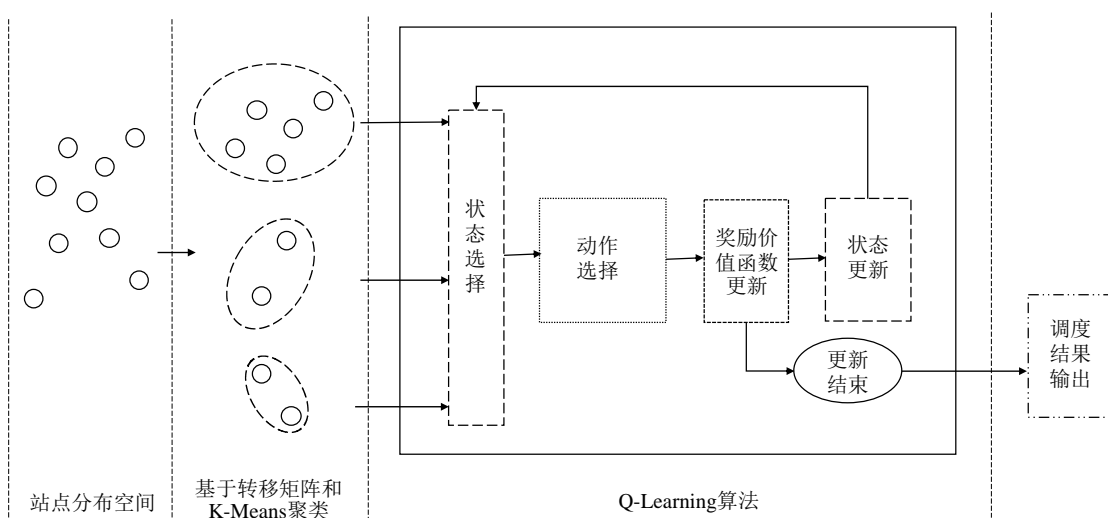 状
态
选
择
动作
选择
奖励价
值函数
更新
状态
更新
更新
结束
调度
结果
输出
站点分布空间
基于转移矩阵和
K-Means聚类
Q-Learning算法